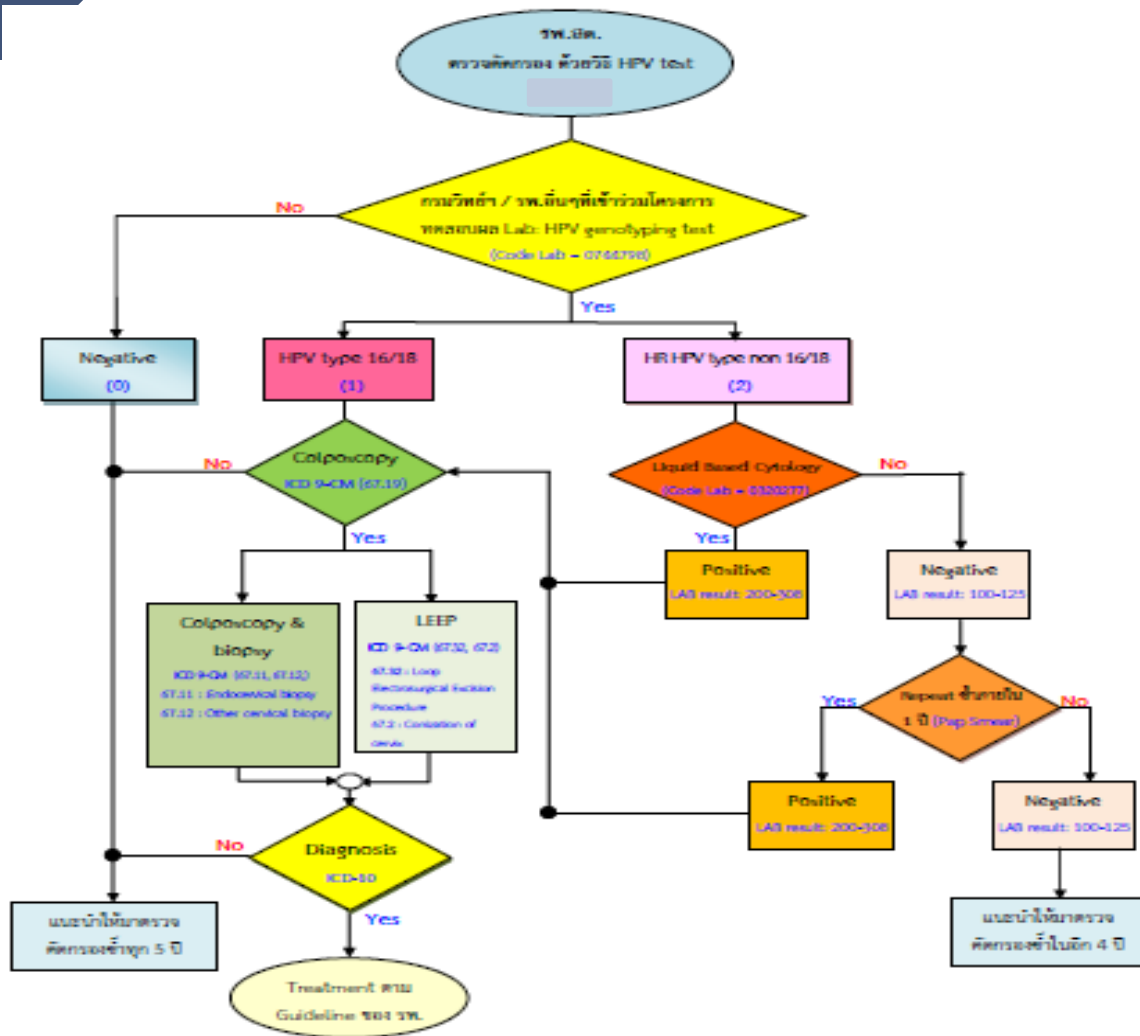 รพ.สต.
ตรวจคัดกรอง ด้วยวิธี HPV test
กรมวิทย์ฯ / รพ.อื่นๆที่เข้าร่วมโครงการ
ทดสอบผล Lab: HPV genotyping test
(Code Lab = 0744798)
No
Yes
Negative
(0)
HPV type 16/18
(1)
HR HPV type non 16/18
(2)
No
Colposcopy
ICD 9-CM (67.19)
Liquid Based Cytology
(Code Lab = 0320277)
No
Yes
Yes
Positive
LAB result: 200-308
Negative
LAB result: 100-125
Colposcopy &
biopsy
ICD 9-CM (67.11, 67.12)
67.11 : Endocervical biopsy
67.12 : Other cervical biopsy
LEEP
ICD 9-CM (67.32, 67.2)
67.32 : Loop
Electrosurgical Excision
Procedure
67.2 : Conization of
cervix
Yes
Repeat ซ้ำภายใน
1 ปี (Pap Smear)
No
Positive
LAB result: 200-308
Negative
LAB result: 100-125
No
Diagnosis
ICD-10
Yes
แนะนำให้มาตรวจ
คัดกรองซ้ำทุก 5 ปี
แนะนำให้มาตรวจ
คัดกรองซ้ำในอีก 4 ปี
Treatment ตาม
Guideline ของ รพ.